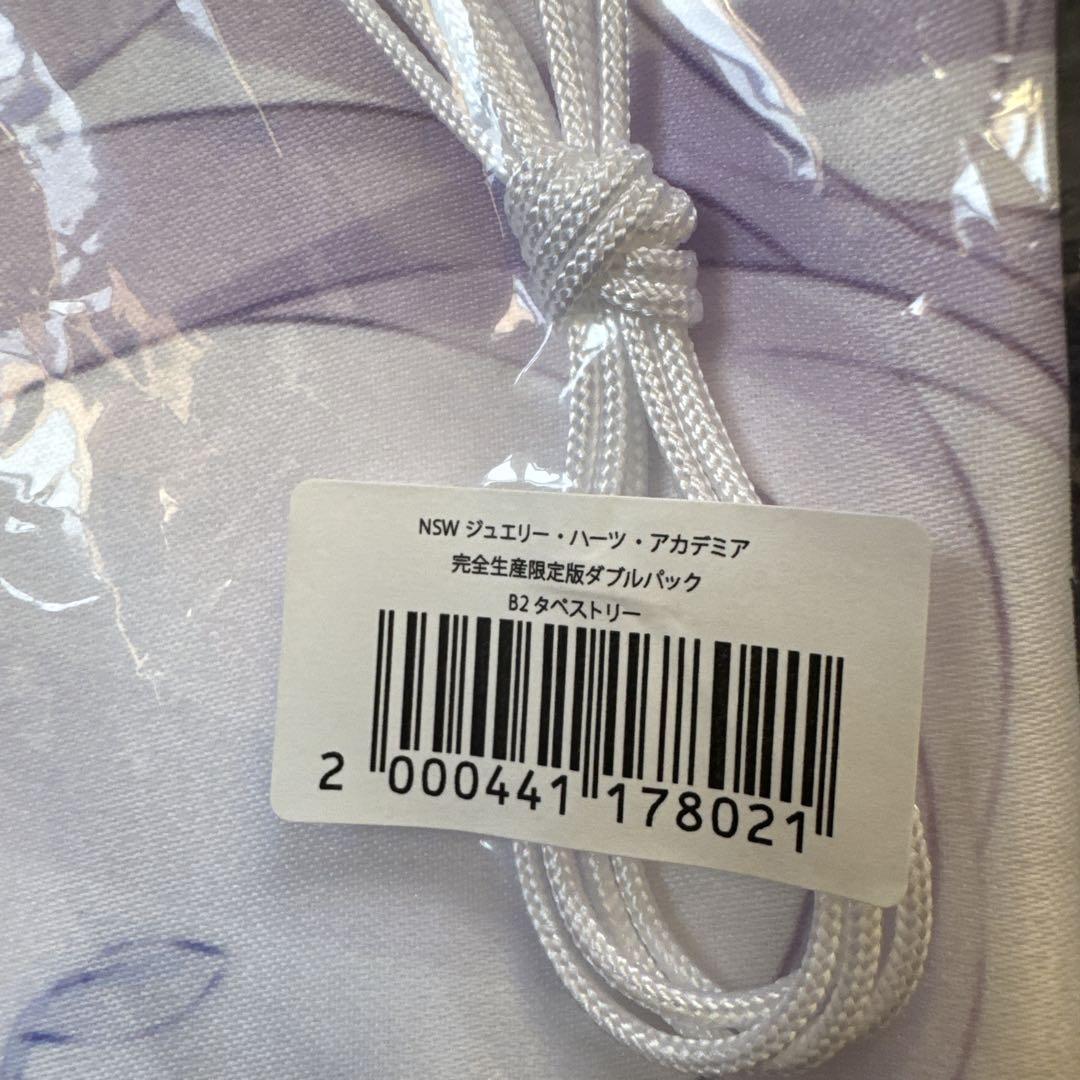 NSW ジュエリー・ハーツ・アカデミア
完全生産限定版ダブルパック
B2 タペストリー
2 000441 178021